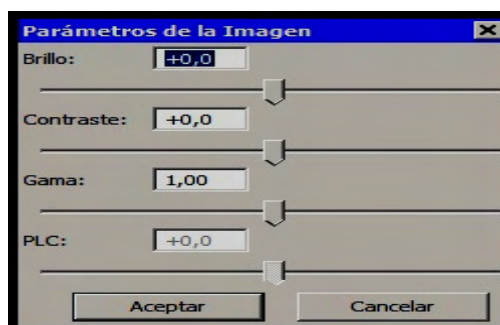 Parámetros de la Imagen
Brillo: +0,0
Contraste: +0,0
Gama: 1,00
PLC: +0,0
Aceptar Cancelar